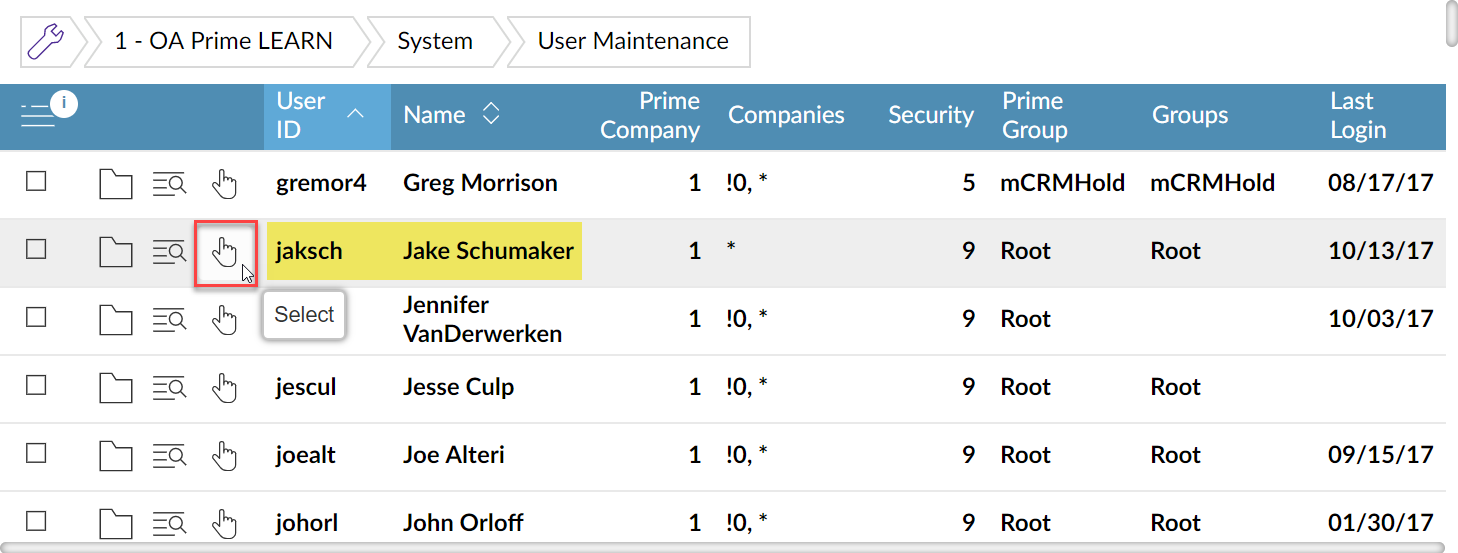 1 - OA Prime LEARN System User Maintenance
i
User ID Name Prime Company Companies Security Prime Group Groups Last Login
gremor4 Greg Morrison 1 !0, * 5 mCRMHold mCRMHold 08/17/17
jaksch Jake Schumaker 1 * 9 Root Root 10/13/17
Select
Jennifer VanDerwerken 1 !0, * 9 Root 10/03/17
jescul Jesse Culp 1 !0, * 9 Root Root
joealt Joe Alteri 1 !0, * 9 Root Root 09/15/17
johorl John Orloff 1 !0, * 9 Root Root 01/30/17